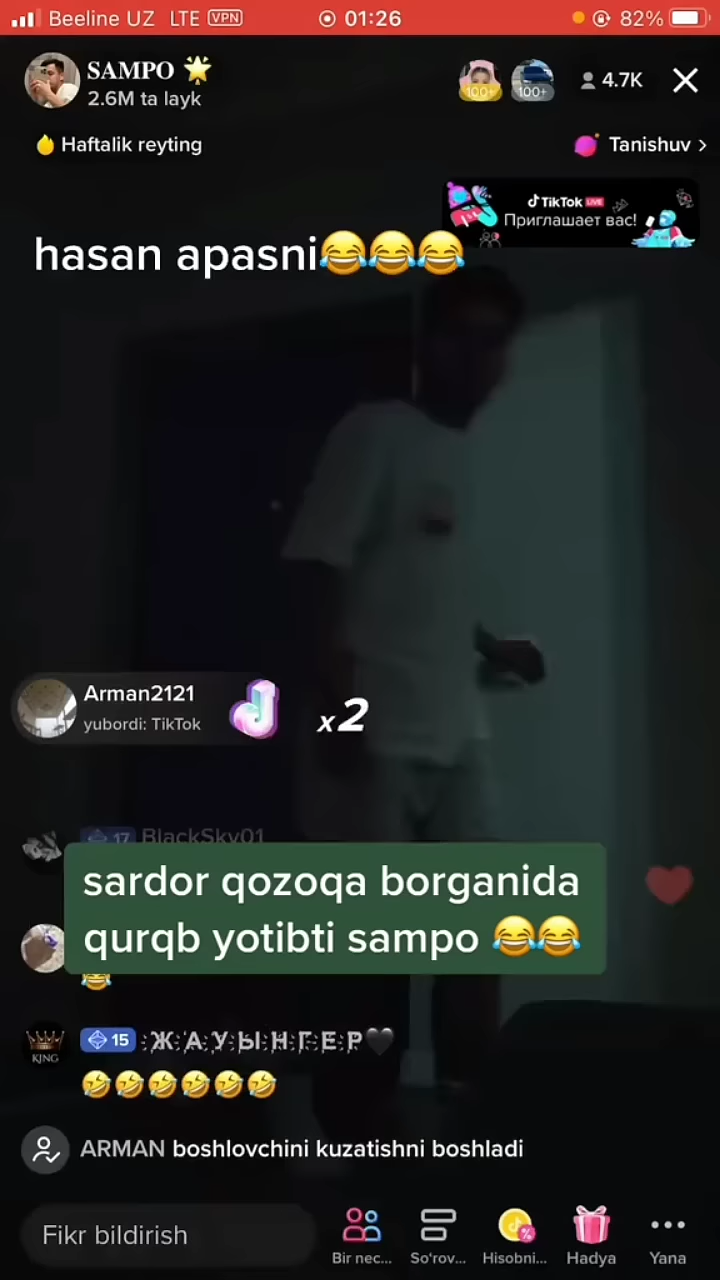 Beeline UZ LTE VPN 01:26 82%
SAMPO
2.6M ta layk
100+ 100+ 4.7K
Haftalik reyting
Tanishuv >
TikTok LIVE
Приглашает вас!
hasan apasni😂😂😂
Arman2121
yubordi: TikTok
x2
17 BlackSky01
sardor qozoqa borganida
qurqb yotibti sampo 😂😂
😂
KING
15 ЖАУЫНГЕР🖤
🤣🤣🤣🤣🤣🤣
ARMAN boshlovchini kuzatishni boshladi
Fikr bildirish
Bir nec... So'rov... Hisobni... Hadya Yana